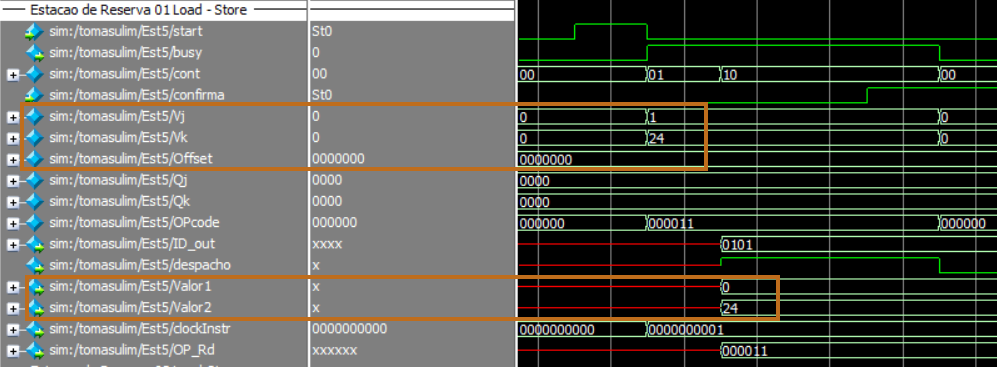 Estacao de Reserva 01 Load - Store
sim:/tomasulim/Est5/start St0
sim:/tomasulim/Est5/busy 0
sim:/tomasulim/Est5/cont 00 00 01 10 00
sim:/tomasulim/Est5/confirma St0
sim:/tomasulim/Est5/Vj 0 0 1 0
sim:/tomasulim/Est5/Vk 0 0 24 0
sim:/tomasulim/Est5/Offset 0000000 0000000
sim:/tomasulim/Est5/Qj 0000 0000
sim:/tomasulim/Est5/Qk 0000 0000
sim:/tomasulim/Est5/OPcode 000000 000000 000011 000000
sim:/tomasulim/Est5/ID_out xxxx 0101
sim:/tomasulim/Est5/despacho x
sim:/tomasulim/Est5/Valor1 x 0
sim:/tomasulim/Est5/Valor2 x 24
sim:/tomasulim/Est5/clockInstr 0000000000 0000000000 0000000001
sim:/tomasulim/Est5/OP_Rd xxxxxx 000011